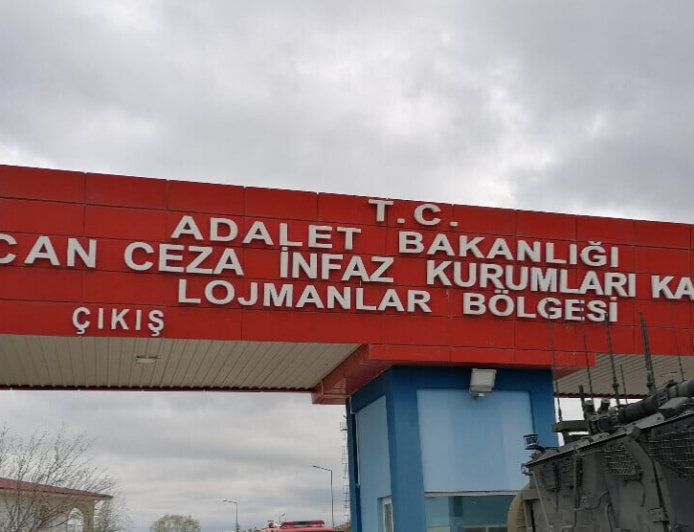 T.C.
ADALET BAKANLIĞI
CAN CEZA İNFAZ KURUMLARI KA
LOJMANLAR BÖLGESİ
ÇIKIŞ